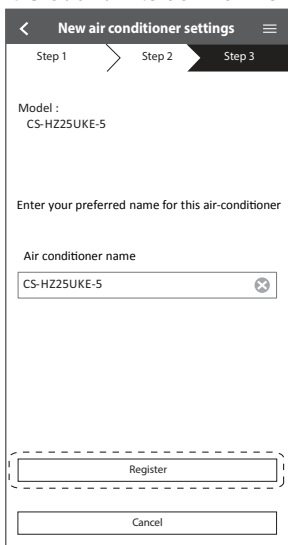 New air conditioner settings
Step 1 Step 2 Step 3
Model :
CS-HZ25UKE-5
Enter your preferred name for this air-conditioner
Air conditioner name
CS-HZ25UKE-5
Register
Cancel